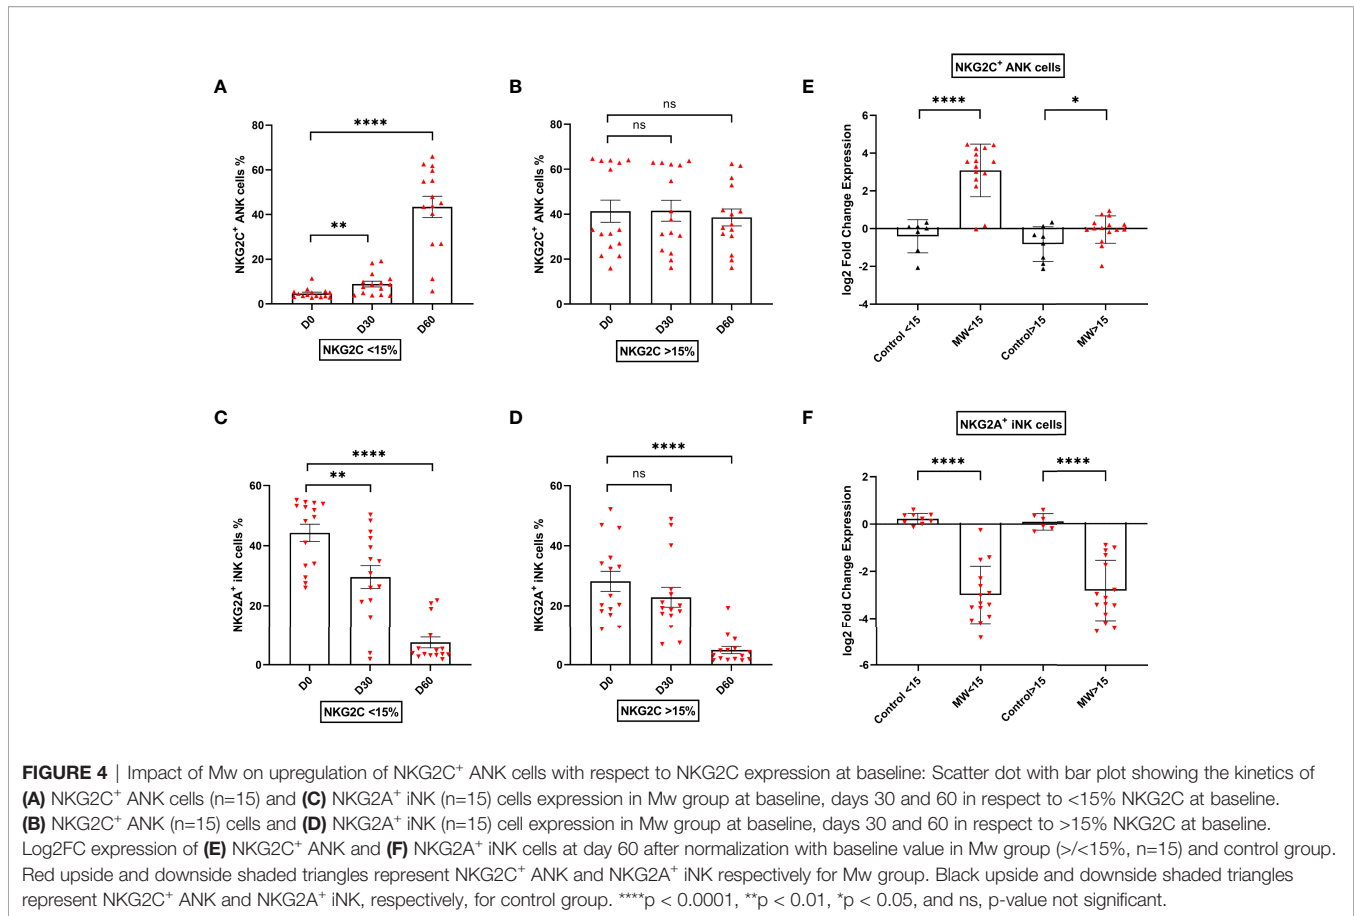 A
NKG2C⁺ ANK cells %
80
60
40
20
0
****
**
D0
D30
D60
NKG2C <15%
B
NKG2C⁺ ANK cells %
80
60
40
20
0
ns
ns
D0
D30
D60
NKG2C >15%
E
NKG2C⁺ ANK cells
log2 Fold Change Expression
6
4
2
0
-2
-4
****
*
Control <15
MW<15
Control>15
MW>15
C
NKG2A⁺ iNK cells %
60
40
20
0
****
**
D0
D30
D60
NKG2C <15%
D
NKG2A⁺ iNK cells %
60
40
20
0
****
ns
D0
D30
D60
NKG2C >15%
F
NKG2A⁺ iNK cells
log2 Fold Change Expression
2
0
-2
-4
-6
****
****
Control <15
MW<15
Control>15
MW>15
FIGURE 4 | Impact of Mw on upregulation of NKG2C⁺ ANK cells with respect to NKG2C expression at baseline: Scatter dot with bar plot showing the kinetics of
(A) NKG2C⁺ ANK cells (n=15) and (C) NKG2A⁺ iNK (n=15) cells expression in Mw group at baseline, days 30 and 60 in respect to <15% NKG2C at baseline.
(B) NKG2C⁺ ANK (n=15) cells and (D) NKG2A⁺ iNK (n=15) cell expression in Mw group at baseline, days 30 and 60 in respect to >15% NKG2C at baseline.
Log2FC expression of (E) NKG2C⁺ ANK and (F) NKG2A⁺ iNK cells at day 60 after normalization with baseline value in Mw group (>/<15%, n=15) and control group.
Red upside and downside shaded triangles represent NKG2C⁺ ANK and NKG2A⁺ iNK respectively for Mw group. Black upside and downside shaded triangles
represent NKG2C⁺ ANK and NKG2A⁺ iNK, respectively, for control group. ****p < 0.0001, **p < 0.01, *p < 0.05, and ns, p-value not significant.